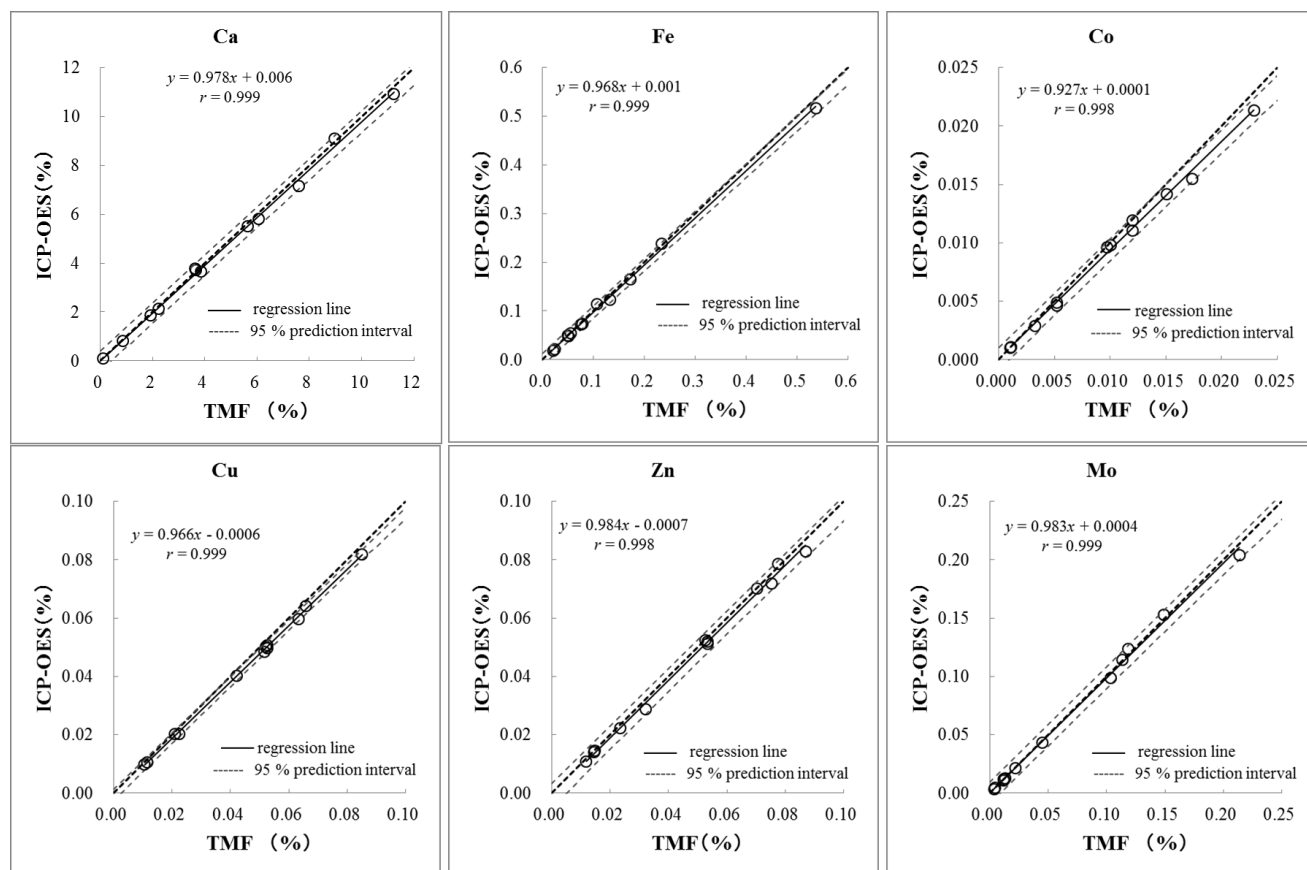 Ca
y = 0.978x + 0.006
r = 0.999
12
10
8
6
4
2
0
ICP-OES(%)
regression line
95 % prediction interval
0 2 4 6 8 10 12
TMF (%)
Fe
y = 0.968x + 0.001
r = 0.999
0.6
0.5
0.4
0.3
0.2
0.1
0.0
ICP-OES(%)
regression line
95 % prediction interval
0.0 0.1 0.2 0.3 0.4 0.5 0.6
TMF (%)
Co
y = 0.927x + 0.0001
r = 0.998
0.025
0.020
0.015
0.010
0.005
0.000
ICP-OES(%)
regression line
95 % prediction interval
0.000 0.005 0.010 0.015 0.020 0.025
TMF (%)
Cu
y = 0.966x - 0.0006
r = 0.999
0.10
0.08
0.06
0.04
0.02
0.00
ICP-OES(%)
regression line
95 % prediction interval
0.00 0.02 0.04 0.06 0.08 0.10
TMF (%)
Zn
y = 0.984x - 0.0007
r = 0.998
0.10
0.08
0.06
0.04
0.02
0.00
ICP-OES(%)
regression line
95 % prediction interval
0.00 0.02 0.04 0.06 0.08 0.10
TMF(%)
Mo
y = 0.983x + 0.0004
r = 0.999
0.25
0.20
0.15
0.10
0.05
0.00
ICP-OES(%)
regression line
95 % prediction interval
0.00 0.05 0.10 0.15 0.20 0.25
TMF (%)